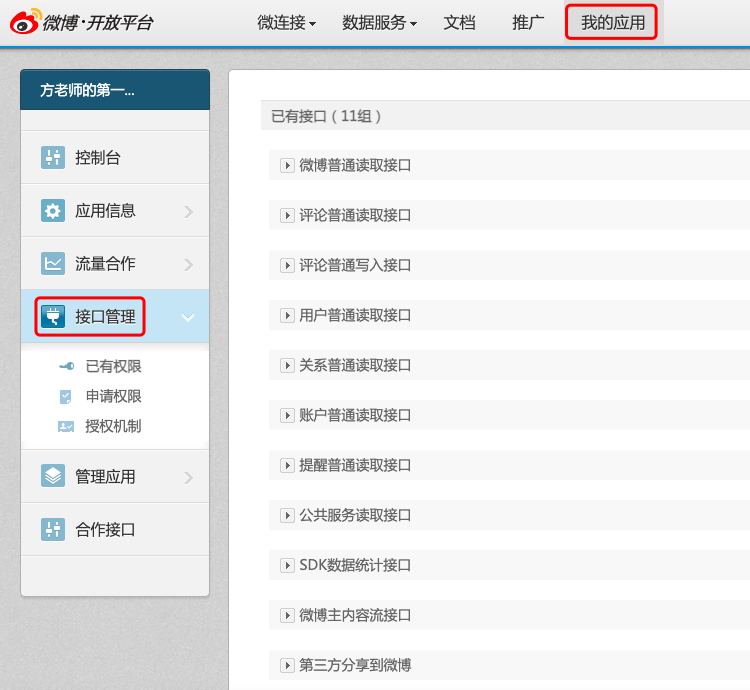 微博·开放平台 微连接 数据服务 文档 推广 我的应用
方老师的第一...
控制台
应用信息
流量合作
接口管理
已有权限
申请权限
授权机制
管理应用
合作接口
已有接口（11组）
微博普通读取接口
评论普通读取接口
评论普通写入接口
用户普通读取接口
关系普通读取接口
账户普通读取接口
提醒普通读取接口
公共服务读取接口
SDK数据统计接口
微博主内容流接口
第三方分享到微博